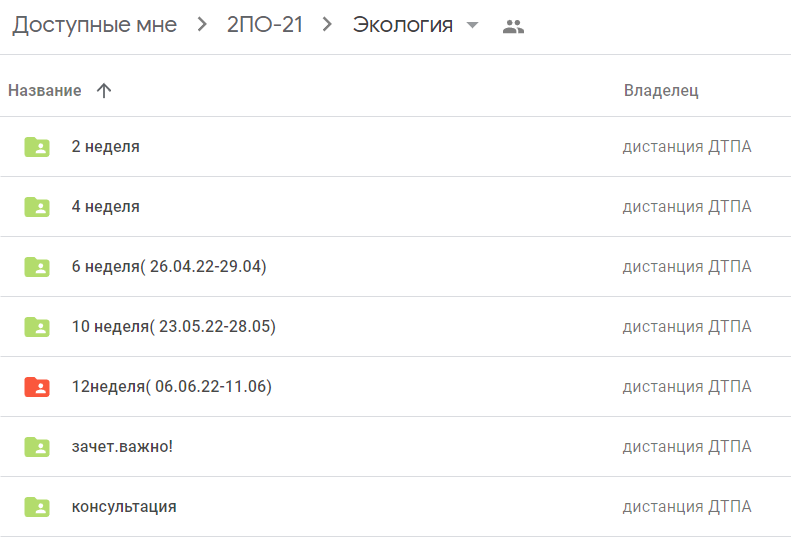 Доступные мне > 2ПО-21 > Экология
Название Владелец
2 неделя дистанция ДТПА
4 неделя дистанция ДТПА
6 неделя( 26.04.22-29.04) дистанция ДТПА
10 неделя( 23.05.22-28.05) дистанция ДТПА
12неделя( 06.06.22-11.06) дистанция ДТПА
зачет.важно! дистанция ДТПА
консультация дистанция ДТПА